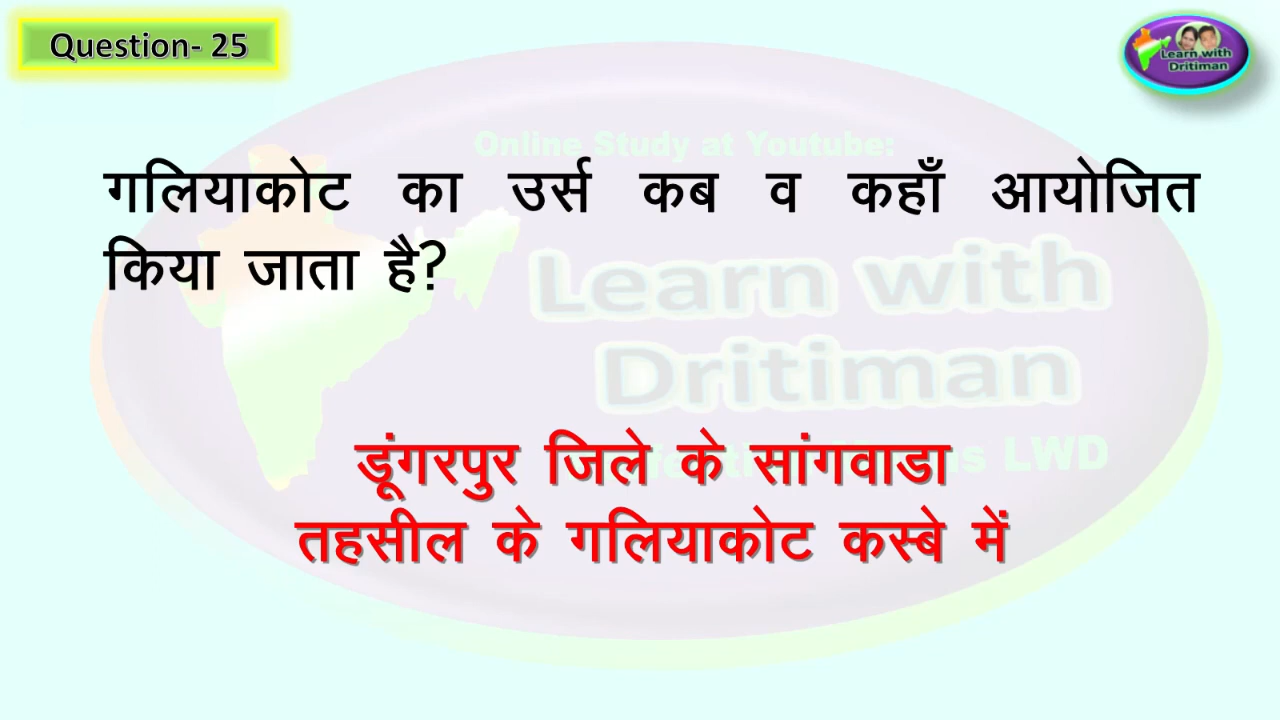 Question- 25
Learn with
Dritiman
Online Study at Youtube:
गलियाकोट का उर्स कब व कहाँ आयोजित
किया जाता है?
Learn with
Dritiman
LWD
डूंगरपुर जिले के सांगवाडा
तहसील के गलियाकोट कस्बे में